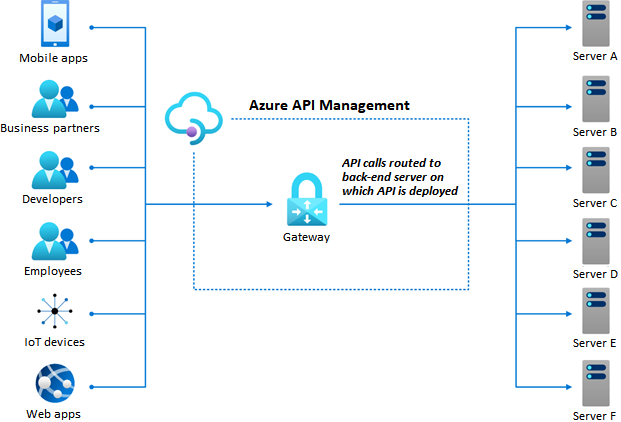 Mobile apps
Business partners
Developers
Employees
IoT devices
Web apps
Azure API Management
API calls routed to
back-end server on
which API is deployed
Gateway
Server A
Server B
Server C
Server D
Server E
Server F